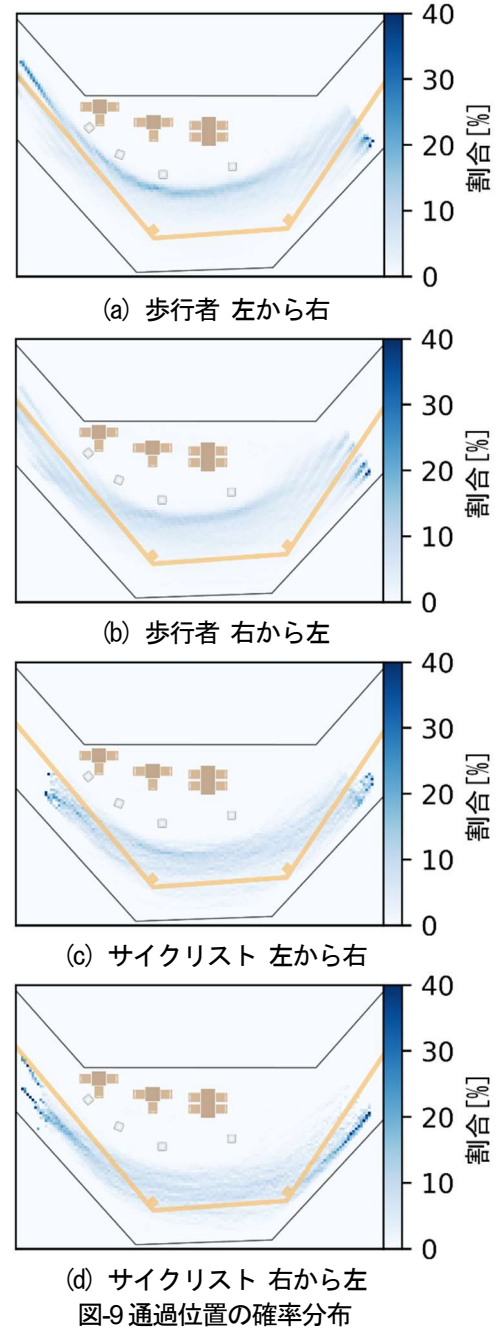 40
30
20
10
0
割合[%]
(a) 歩行者 左から右
40
30
20
10
0
割合[%]
(b) 歩行者 右から左
40
30
20
10
0
割合[%]
(c) サイクリスト 左から右
40
30
20
10
0
割合[%]
(d) サイクリスト 右から左
図-9 通過位置の確率分布